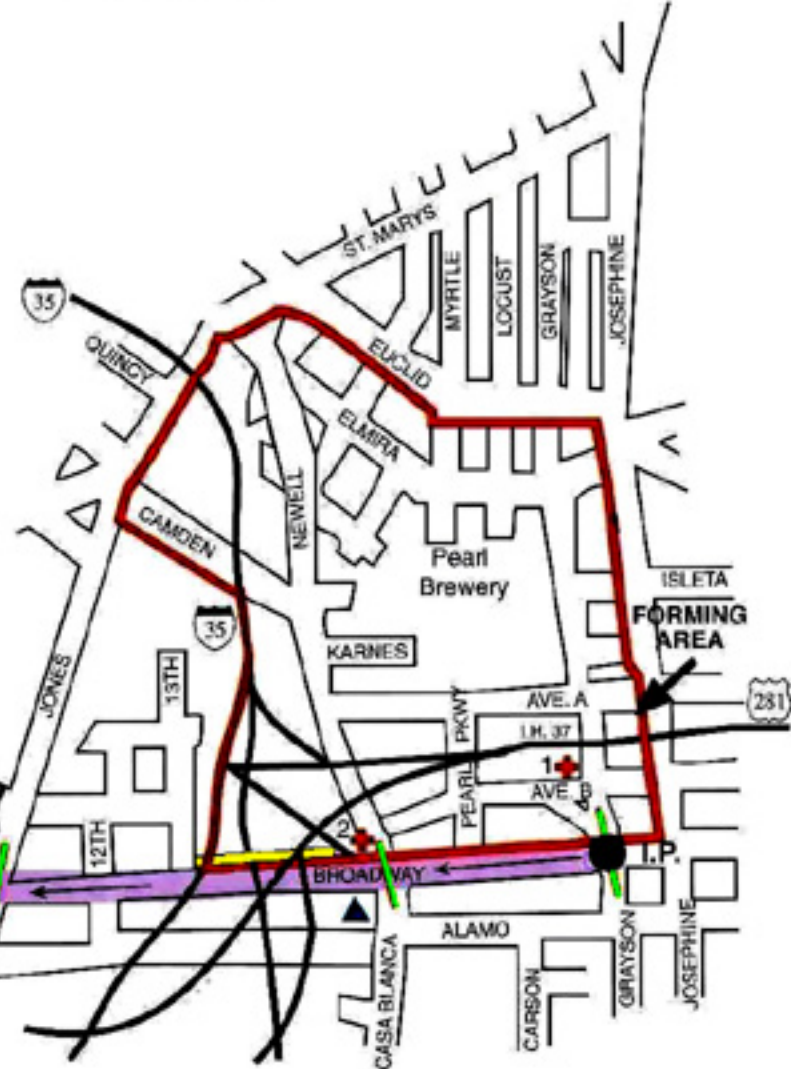 ST. MARYS
35
MYRTLE
LOCUST
GRAYSON
JOSEPHINE
QUINCY
EUCLID
ELMIRA
NEWELL
CAMDEN
Pearl
Brewery
ISLETA
35
FORMING
AREA
KARNES
JONES
13TH
AVE. A
281
I.H. 37
PEARL PKWY
1
AVE. B
2
12TH
I.P.
BROADWAY
ALAMO
CASA BLANCA
CARSON
GRAYSON
JOSEPHINE